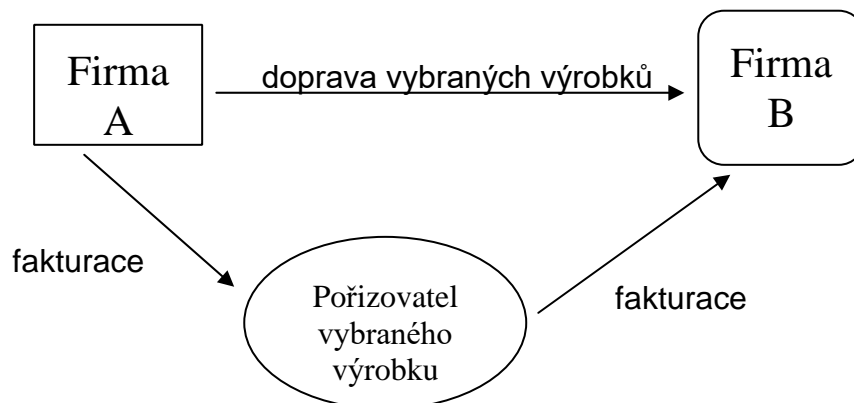 Firma
A
doprava vybraných výrobků
Firma
B
fakturace
fakturace
Pořizovatel
vybraného
výrobku